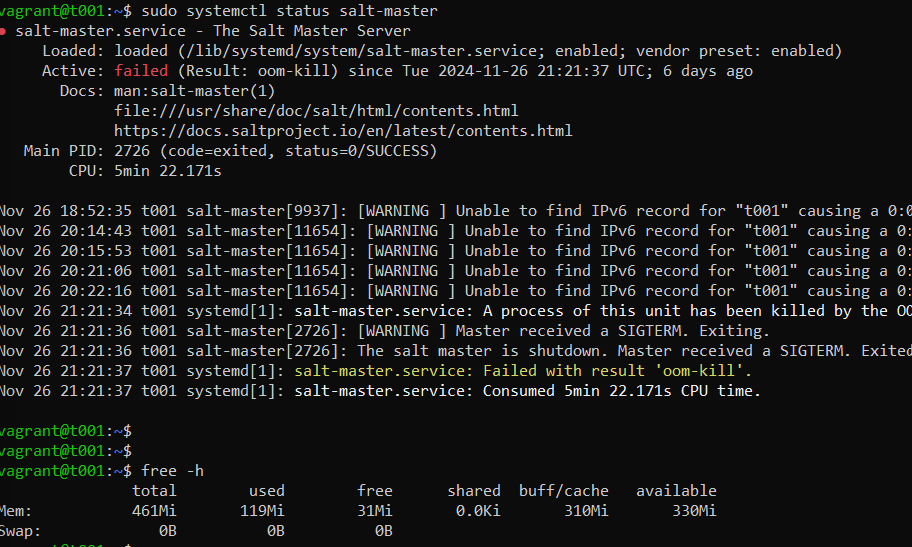 vagrant@t001:~$ sudo systemctl status salt-master
● salt-master.service - The Salt Master Server
Loaded: loaded (/lib/systemd/system/salt-master.service; enabled; vendor preset: enabled)
Active: failed (Result: oom-kill) since Tue 2024-11-26 21:21:37 UTC; 6 days ago
Docs: man:salt-master(1)
file:///usr/share/doc/salt/html/contents.html
https://docs.saltproject.io/en/latest/contents.html
Main PID: 2726 (code=exited, status=0/SUCCESS)
CPU: 5min 22.171s
Nov 26 18:52:35 t001 salt-master[9937]: [WARNING ] Unable to find IPv6 record for "t001" causing a 0:0
Nov 26 20:14:43 t001 salt-master[11654]: [WARNING ] Unable to find IPv6 record for "t001" causing a 0:
Nov 26 20:15:53 t001 salt-master[11654]: [WARNING ] Unable to find IPv6 record for "t001" causing a 0:
Nov 26 20:21:06 t001 salt-master[11654]: [WARNING ] Unable to find IPv6 record for "t001" causing a 0:
Nov 26 20:22:16 t001 salt-master[11654]: [WARNING ] Unable to find IPv6 record for "t001" causing a 0:
Nov 26 21:21:34 t001 systemd[1]: salt-master.service: A process of this unit has been killed by the OO
Nov 26 21:21:36 t001 salt-master[2726]: [WARNING ] Master received a SIGTERM. Exiting.
Nov 26 21:21:36 t001 salt-master[2726]: The salt master is shutdown. Master received a SIGTERM. Exited
Nov 26 21:21:37 t001 systemd[1]: salt-master.service: Failed with result 'oom-kill'.
Nov 26 21:21:37 t001 systemd[1]: salt-master.service: Consumed 5min 22.171s CPU time.
vagrant@t001:~$
vagrant@t001:~$
vagrant@t001:~$ free -h
total used free shared buff/cache available
Mem: 461Mi 119Mi 31Mi 0.0Ki 310Mi 330Mi
Swap: 0B 0B 0B